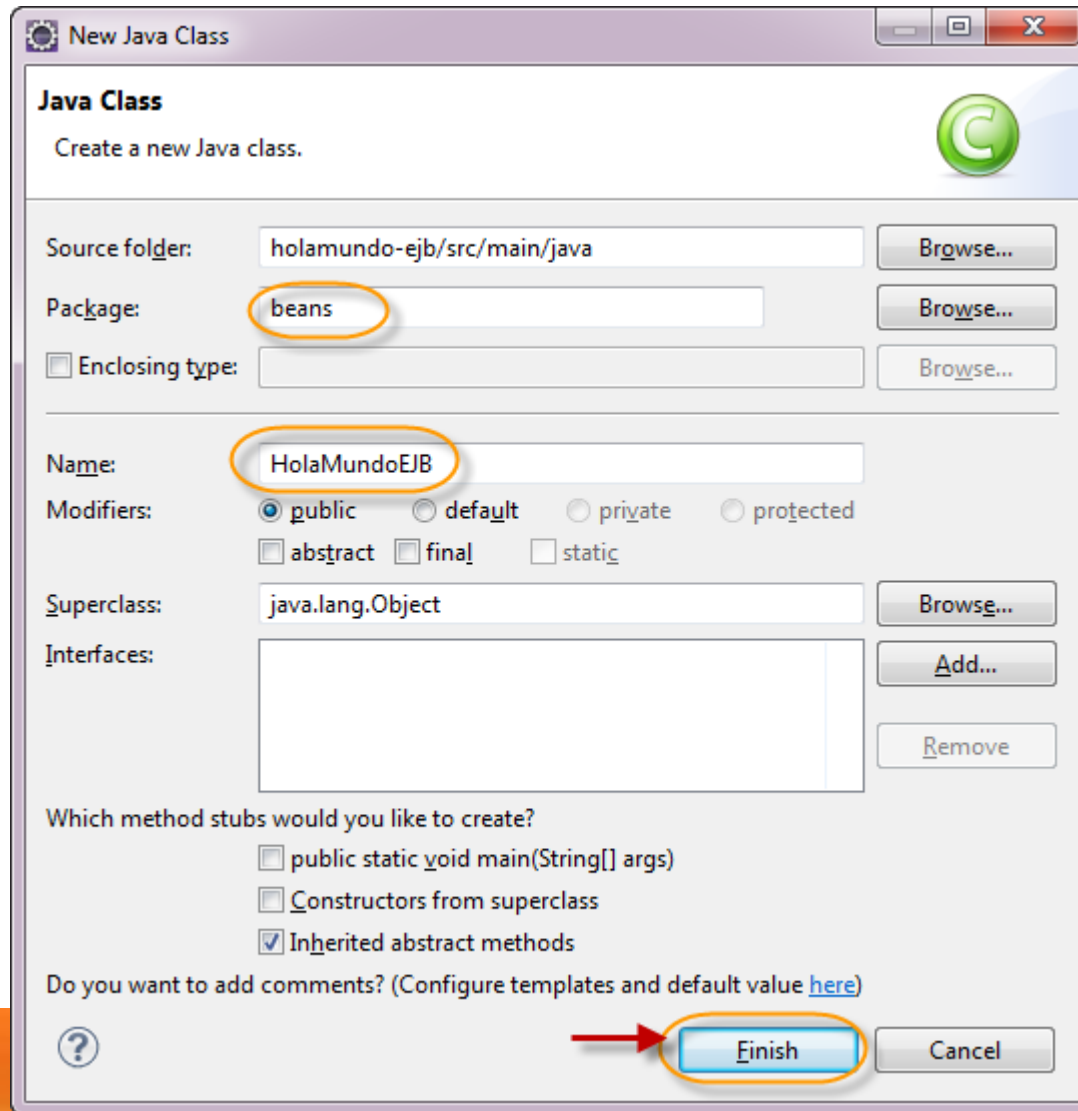 New Java Class
Java Class
Create a new Java class.
Source folder: holamundo-ejb/src/main/java Browse...
Package: beans Browse...
Enclosing type: Browse...
Name: HolaMundoEJB
Modifiers: public default private protected
abstract final static
Superclass: java.lang.Object Browse...
Interfaces: Add...
Remove
Which method stubs would you like to create?
public static void main(String[] args)
Constructors from superclass
Inherited abstract methods
Do you want to add comments? (Configure templates and default value here)
? Finish Cancel